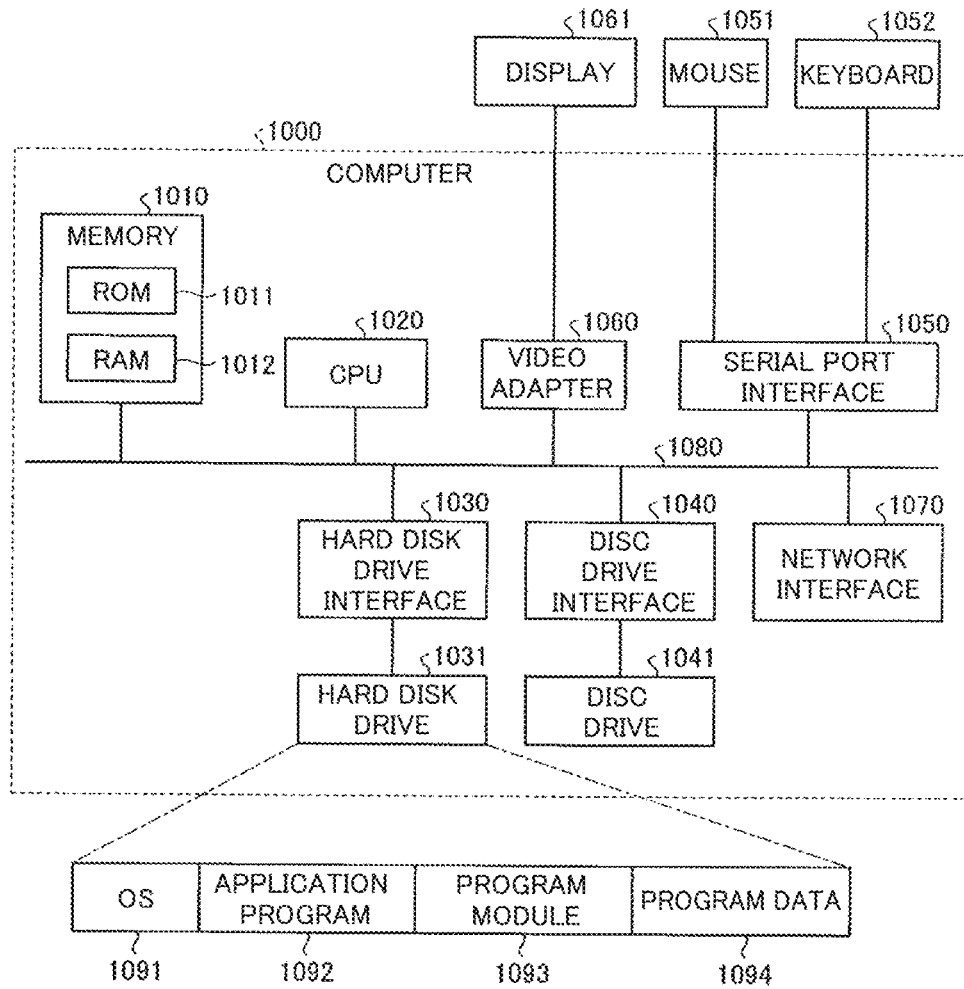 1061
1051
1052
DISPLAY
MOUSE
KEYBOARD
1000
COMPUTER
1010
MEMORY
ROM
1011
RAM
1012
1020
CPU
1060
VIDEO
ADAPTER
1050
SERIAL PORT
INTERFACE
1080
1030
HARD DISK
DRIVE
INTERFACE
1040
DISC
DRIVE
INTERFACE
1070
NETWORK
INTERFACE
1031
HARD DISK
DRIVE
1041
DISC
DRIVE
OS
APPLICATION
PROGRAM
PROGRAM
MODULE
PROGRAM DATA
1091
1092
1093
1094